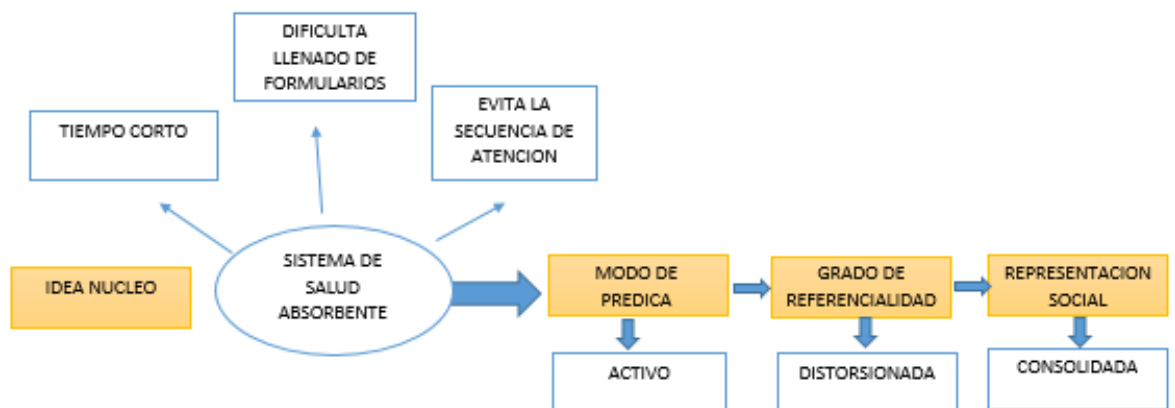 DIFICULTA
LLENADO DE
FORMULARIOS
TIEMPO CORTO
EVITA LA
SECUENCIA DE
ATENCION
IDEA NUCLEO
SISTEMA DE
SALUD
ABSORBENTE
MODO DE
PREDICA
GRADO DE
REFERENCIALIDAD
REPRESENTACION
SOCIAL
ACTIVO
DISTORSIONADA
CONSOLIDADA